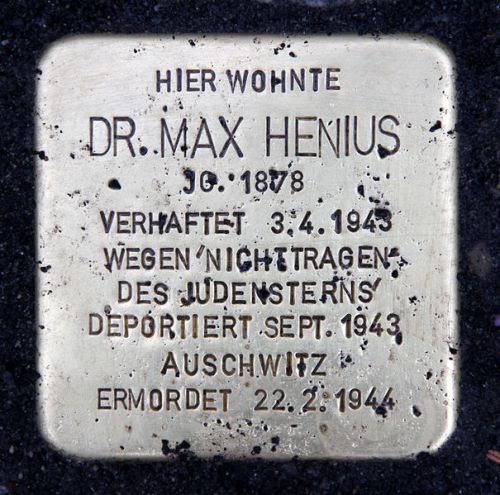 HIER WOHNTE
DR. MAX HENIUS
JG. 1878
VERHAFTET 3.4.1943
WEGEN 'NICHTTRAGEN
DES JUDENSTERNS'
DEPORTIERT SEPT. 1943
AUSCHWITZ
ERMORDET 22.2.1944